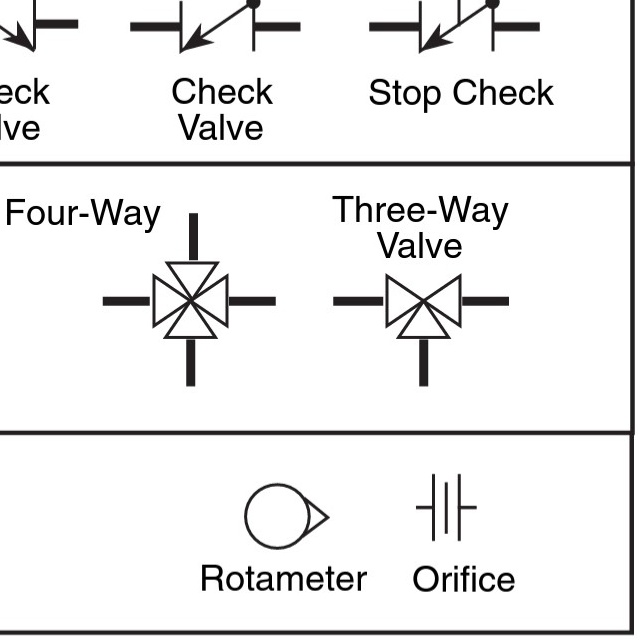 Check
Valve
Stop Check
Four-Way
Three-Way
Valve
Rotameter
Orifice